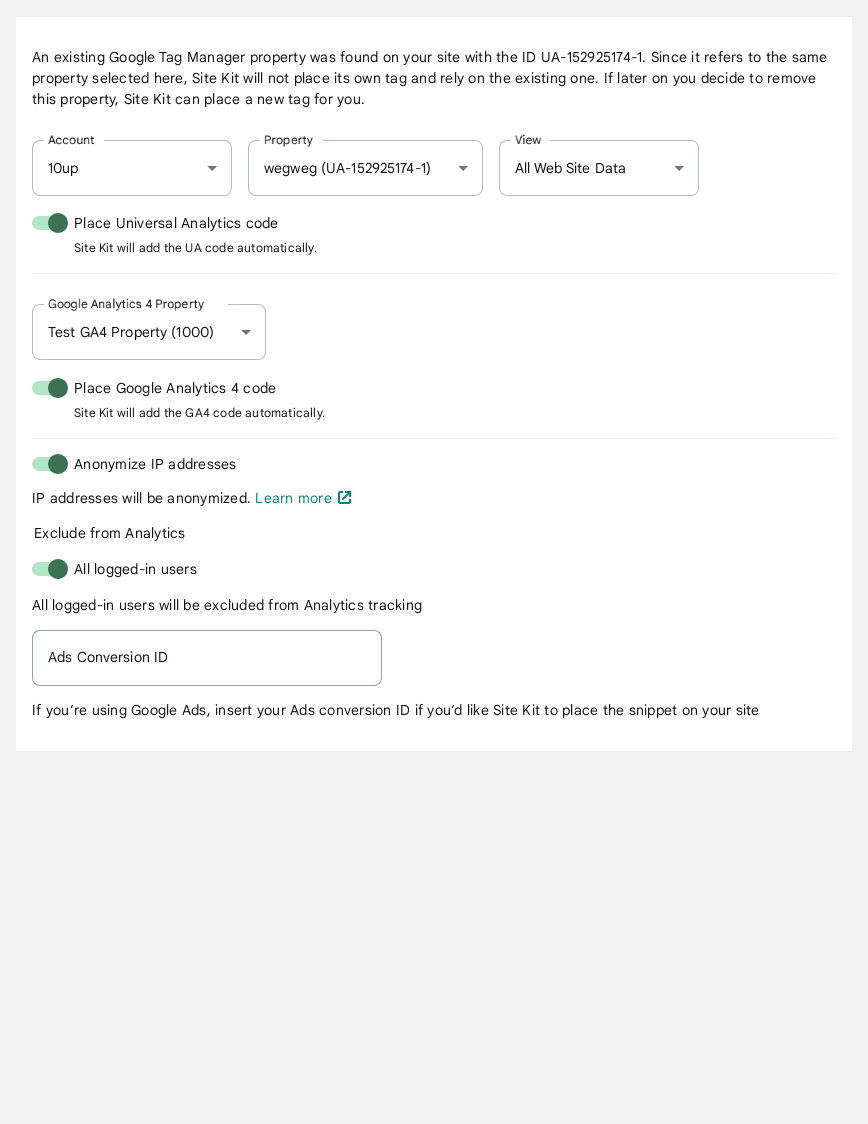 An existing Google Tag Manager property was found on your site with the ID UA-152925174-1. Since it refers to the same
property selected here, Site Kit will not place its own tag and rely on the existing one. If later on you decide to remove
this property, Site Kit can place a new tag for you.
Account Property View
10up wegweg (UA-152925174-1) All Web Site Data
Place Universal Analytics code
Site Kit will add the UA code automatically.
Google Analytics 4 Property
Test GA4 Property (1000)
Place Google Analytics 4 code
Site Kit will add the GA4 code automatically.
Anonymize IP addresses
IP addresses will be anonymized. Learn more
Exclude from Analytics
All logged-in users
All logged-in users will be excluded from Analytics tracking
Ads Conversion ID
If you’re using Google Ads, insert your Ads conversion ID if you’d like Site Kit to place the snippet on your site